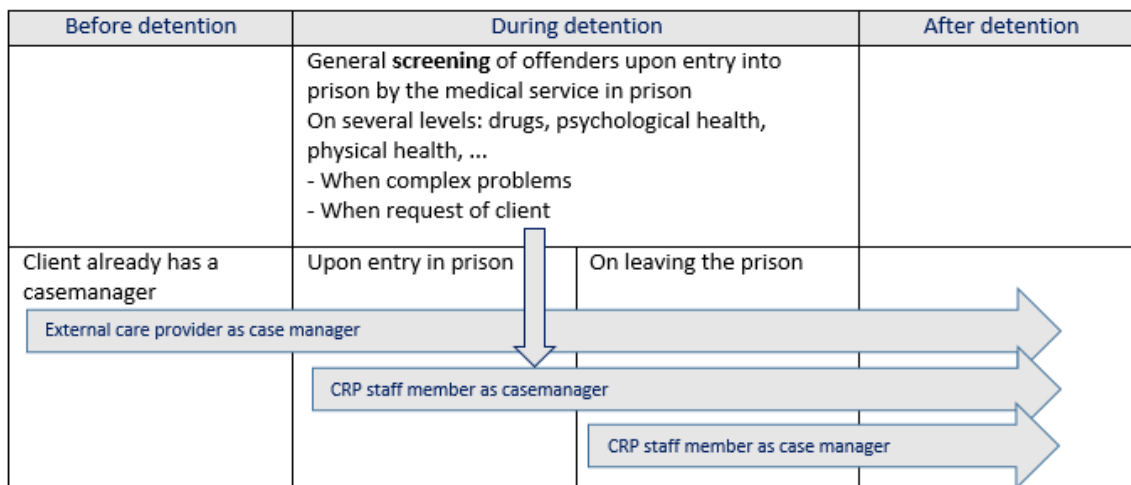 Before detention
During detention
After detention
General screening of offenders upon entry into
prison by the medical service in prison
On several levels: drugs, psychological health,
physical health, ...
- When complex problems
- When request of client
Client already has a
casemanager
Upon entry in prison
On leaving the prison
External care provider as case manager
CRP staff member as casemanager
CRP staff member as case manager